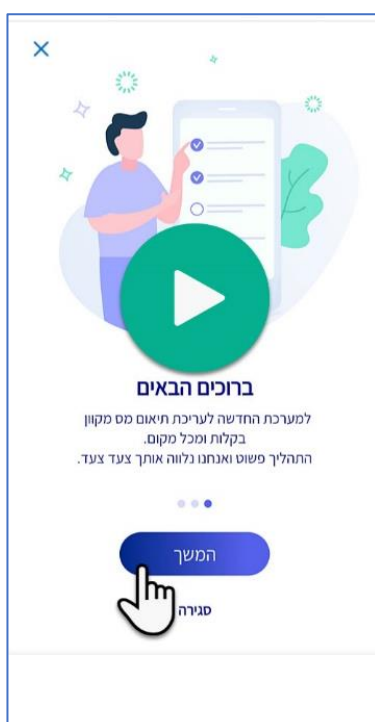 ברוכים הבאים
למערכת החדשה לעריכת תיאום מס מקוון
בקלות ומכל מקום.
התהליך פשוט ואנחנו נלווה אותך צעד צעד.
המשך
סגירה